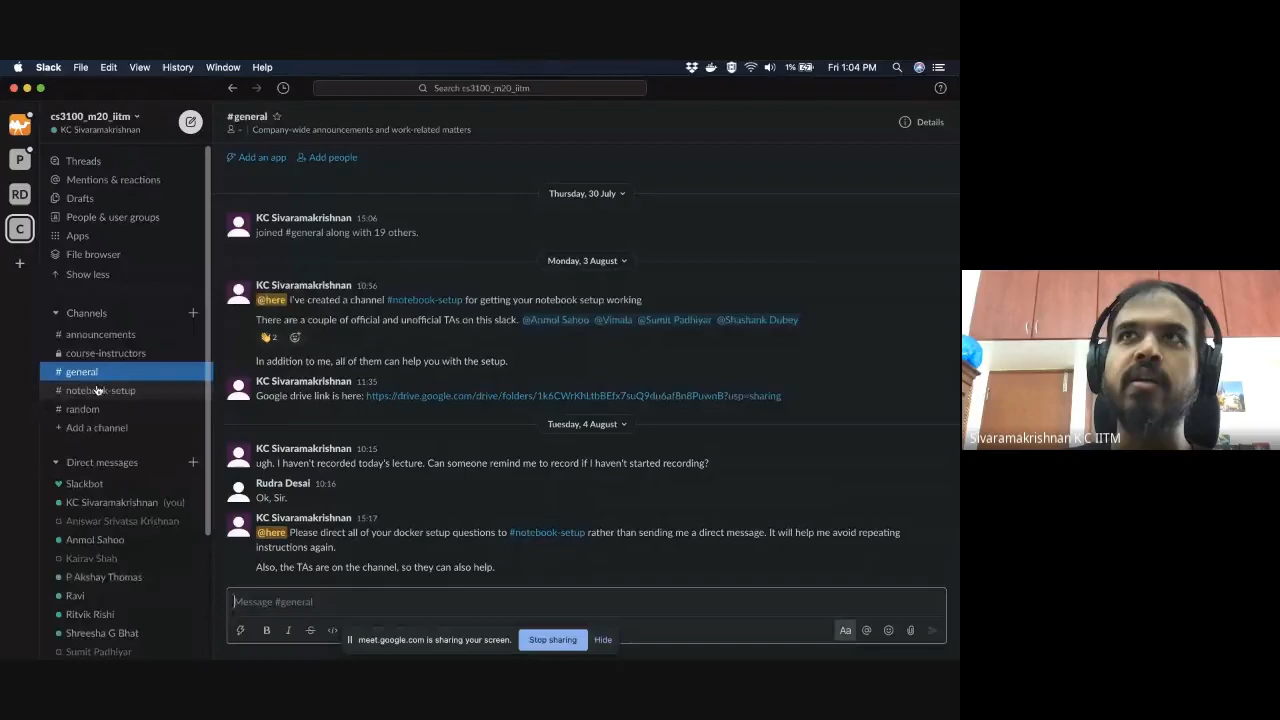 Slack File Edit View History Window Help 1% Fri 1:04 PM
Search cs3100_m20_iitm
cs3100_m20_iitm
KC Sivaramakrishnan
P
RD
C
+
Threads
Mentions & reactions
Drafts
People & user groups
Apps
File browser
Show less
Channels +
# announcements
course-instructors
# general
# notebook-setup
# random
+ Add a channel
Direct messages +
Slackbot
KC Sivaramakrishnan (you)
Aniswar Srivatsa Krishnan
Anmol Sahoo
Kairav Shah
P Akshay Thomas
Ravi
Ritvik Rishi
Shreesha G Bhat
Sumit Padhiyar
#general
- | Company-wide announcements and work-related matters
Details
Add an app Add people
Thursday, 30 July
KC Sivaramakrishnan 15:06
joined #general along with 19 others.
Monday, 3 August
KC Sivaramakrishnan 10:56
@here I've created a channel #notebook-setup for getting your notebook setup working
There are a couple of official and unofficial TAs on this slack. @Anmol Sahoo @Vimala @Sumit Padhiyar @Shashank Dubey
2
In addition to me, all of them can help you with the setup.
KC Sivaramakrishnan 11:35
Google drive link is here: https://drive.google.com/drive/folders/1k6CWrKhLtbBEfx7suQ9du6af8n8PuwnB?usp=sharing
Tuesday, 4 August
KC Sivaramakrishnan 10:15
ugh. I haven't recorded today's lecture. Can someone remind me to record if I haven't started recording?
Rudra Desai 10:16
Ok, Sir.
KC Sivaramakrishnan 15:17
@here Please direct all of your docker setup questions to #notebook-setup rather than sending me a direct message. It will help me avoid repeating
instructions again.
Also, the TAs are on the channel, so they can also help.
Message #general
B I S </> Aa @
meet.google.com is sharing your screen. Stop sharing Hide
Sivaramakrishnan K C IITM